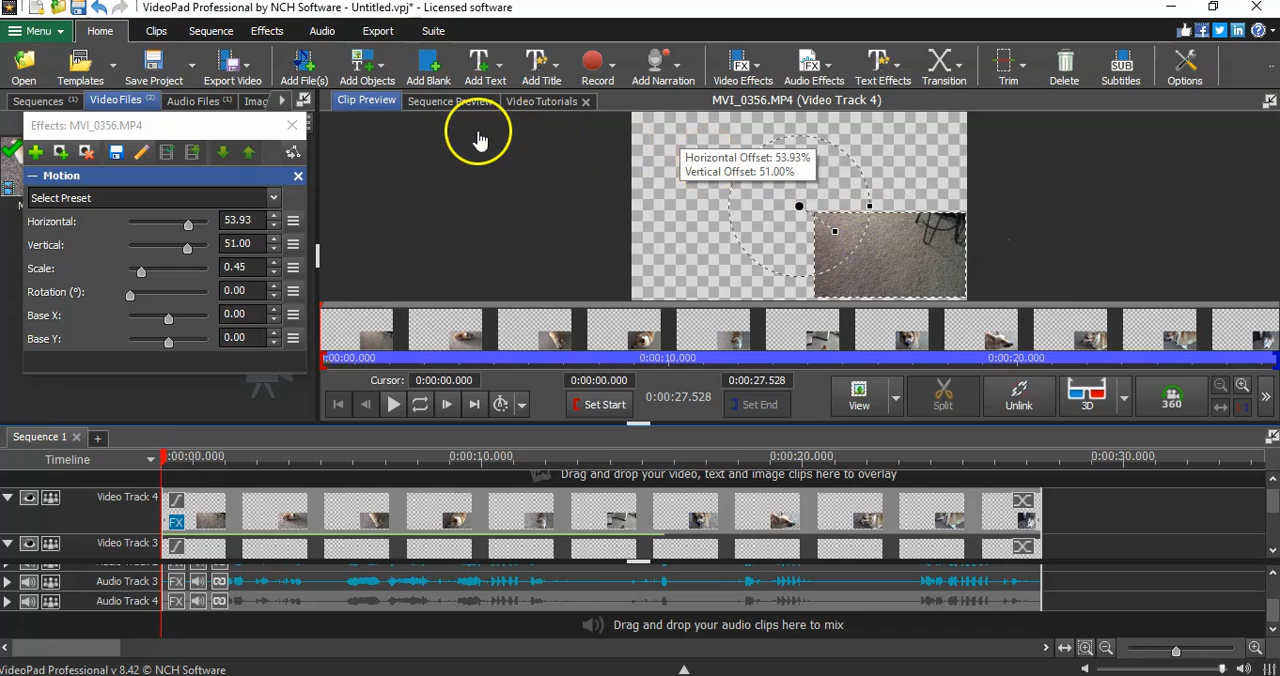 VideoPad Professional by NCH Software - Untitled.vpj* - Licensed software
Menu Home Clips Sequence Effects Audio Export Suite
Open Templates Save Project Export Video Add File(s) Add Objects Add Blank Add Text Add Title Record Add Narration Video Effects Audio Effects Text Effects Transition Trim Delete Subtitles Options
Sequences (1) Video Files (2) Audio Files (1) Imag Clip Preview Sequence Preview Video Tutorials MVI_0356.MP4 (Video Track 4)
Effects: MVI_0356.MP4
Motion
Select Preset
Horizontal: 53.93
Vertical: 51.00
Scale: 0.45
Rotation (°): 0.00
Base X: 0.00
Base Y: 0.00
Horizontal Offset: 53.93%
Vertical Offset: 51.00%
0:00:10.000 0:00:20.000
Cursor: 0:00:00.000 0:00:00.000 0:00:27.528 0:00:27.528
Set Start Set End View Split Unlink 3D 360
Sequence 1
Timeline 0:00:10.000 0:00:20.000 0:00:30.000
Drag and drop your video, text and image clips here to overlay
Video Track 4
FX
Video Track 3
Audio Track 3 FX
Audio Track 4 FX
Drag and drop your audio clips here to mix
VideoPad Professional v 8.42 © NCH Software